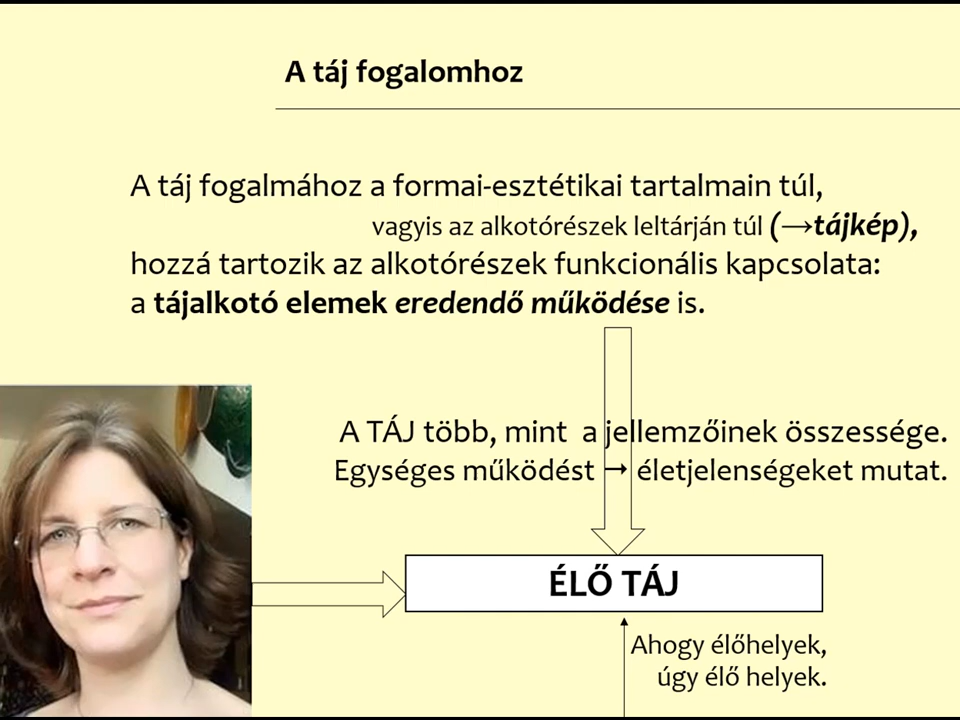 A táj fogalomhoz
A táj fogalmához a formai-esztétikai tartalmain túl,
vagyis az alkotórészek leltárján túl (→tájkép),
hozzá tartozik az alkotórészek funkcionális kapcsolata:
a tájalkotó elemek eredendő működése is.
A TÁJ több, mint a jellemzőinek összessége.
Egységes működést → életjelenségeket mutat.
ÉLŐ TÁJ
Ahogy élőhelyek,
úgy élő helyek.